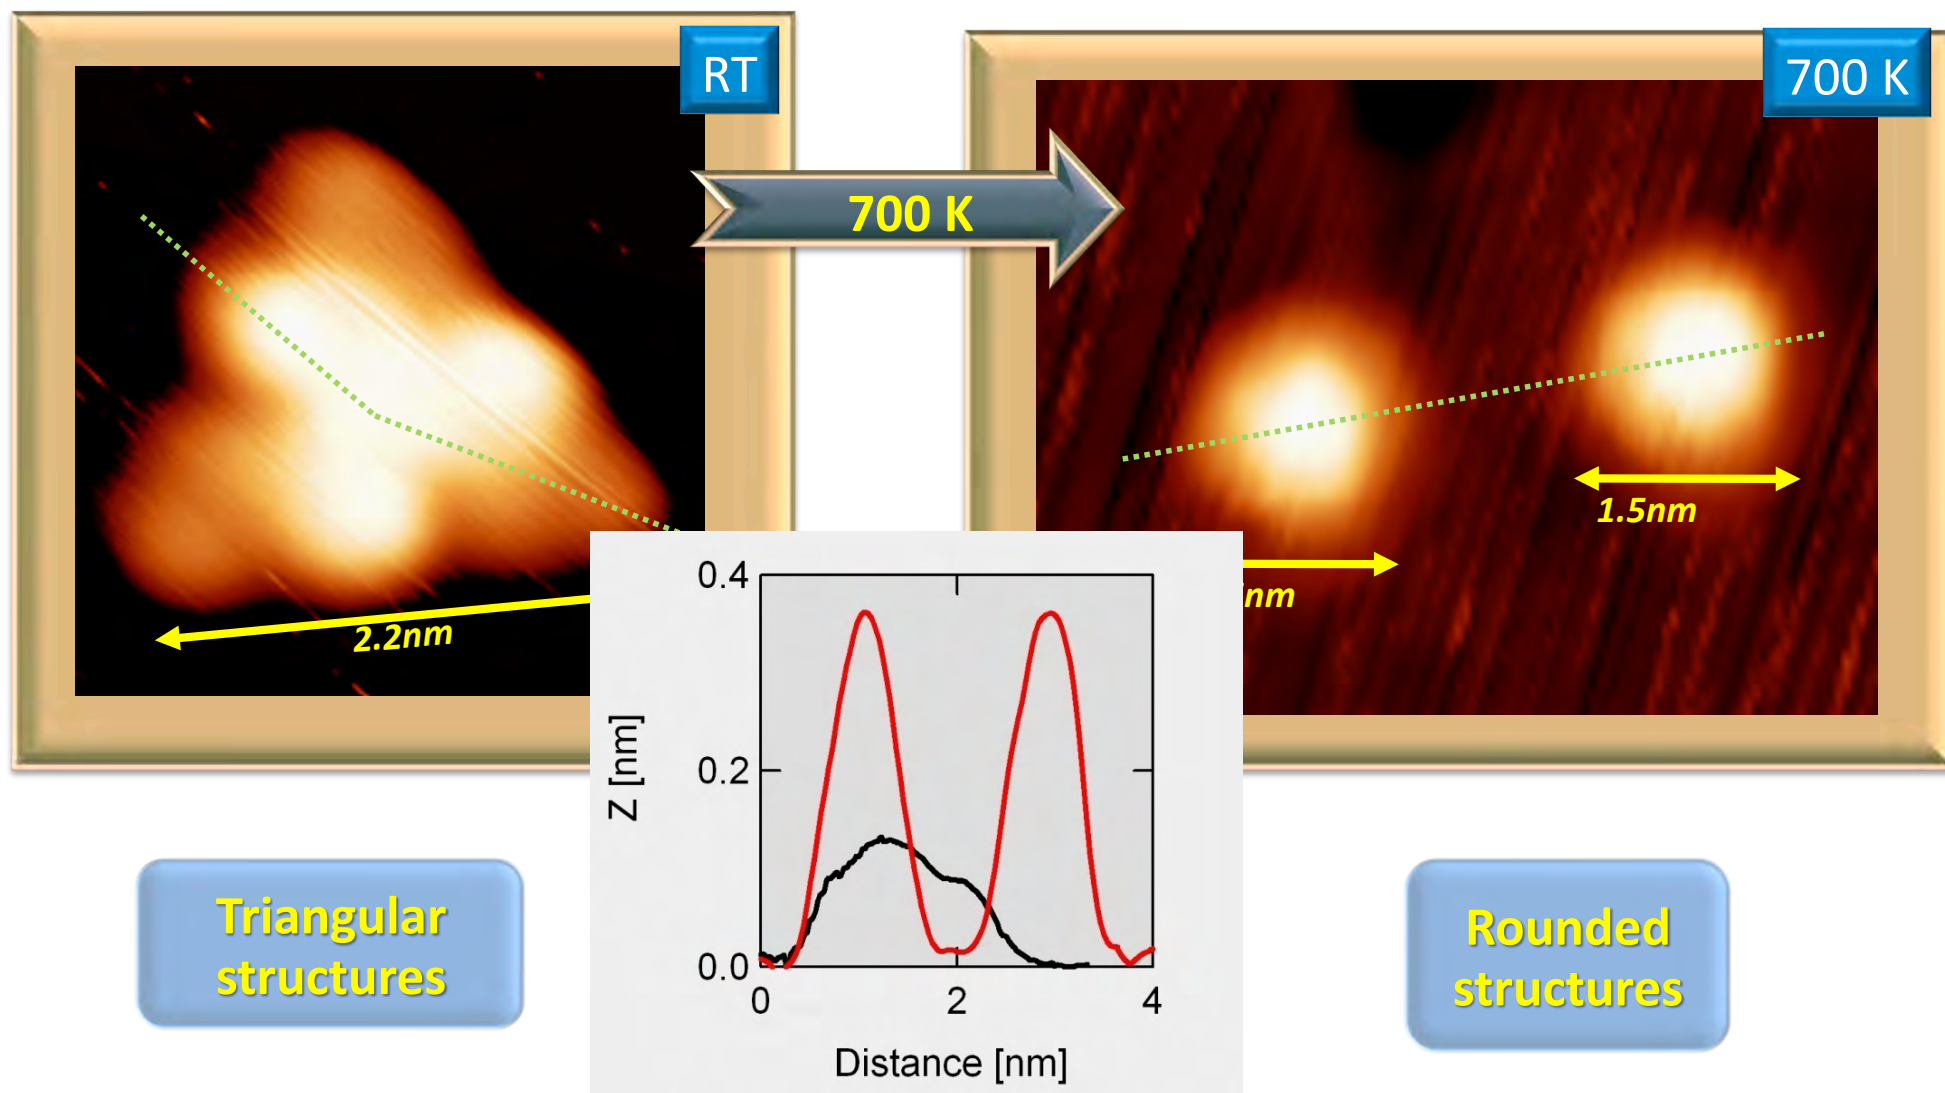 RT
700 K
700 K
1.5nm
nm
2.2nm
0.4
0.2
0.0
Z [nm]
0
2
4
Distance [nm]
Triangular
structures
Rounded
structures